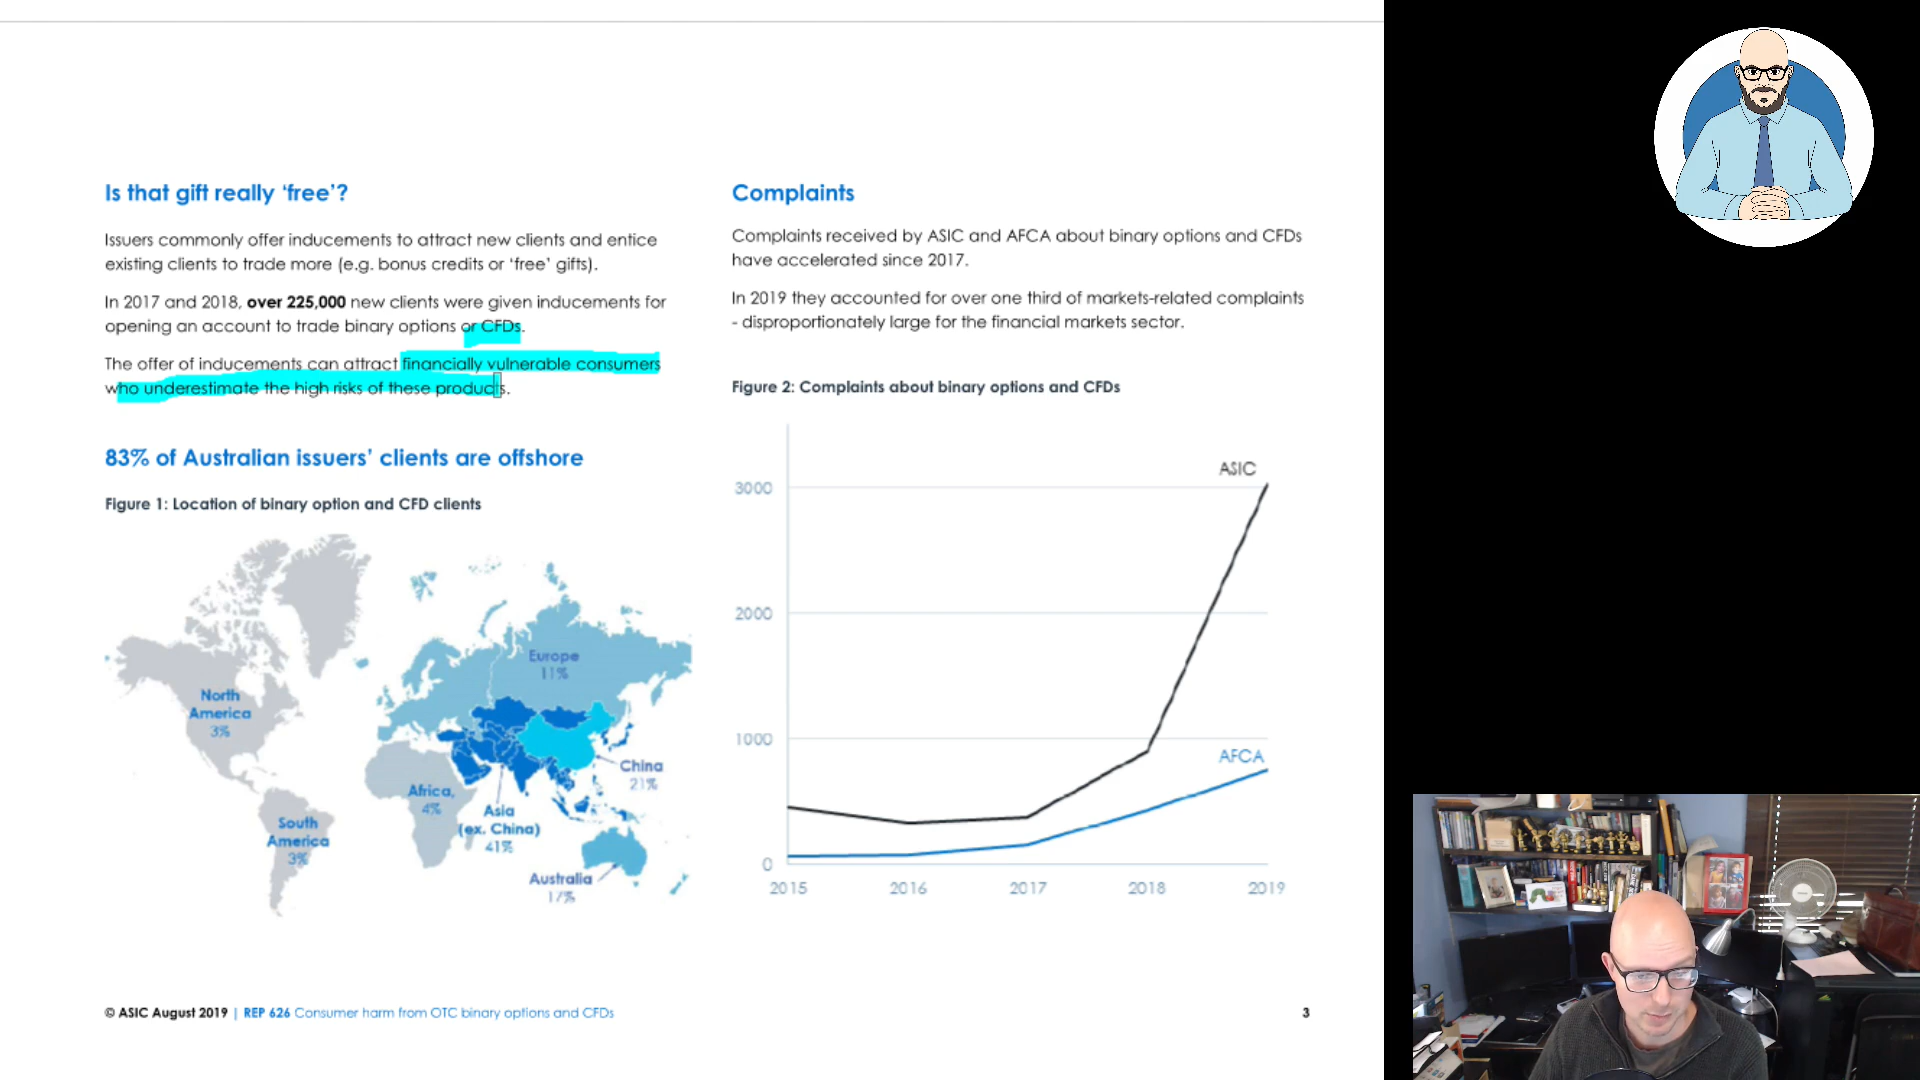 Is that gift really ‘free’?
Issuers commonly offer inducements to attract new clients and entice
existing clients to trade more (e.g. bonus credits or ‘free’ gifts).
In 2017 and 2018, over 225,000 new clients were given inducements for
opening an account to trade binary options or CFDs.
The offer of inducements can attract financially vulnerable consumers
who underestimate the high risks of these products.
83% of Australian issuers’ clients are offshore
Figure 1: Location of binary option and CFD clients
Europe
11%
North
America
3%
China
21%
Africa,
4%
Asia
(ex. China)
41%
South
America
3%
Australia
17%
Complaints
Complaints received by ASIC and AFCA about binary options and CFDs
have accelerated since 2017.
In 2019 they accounted for over one third of markets-related complaints
- disproportionately large for the financial markets sector.
Figure 2: Complaints about binary options and CFDs
ASIC
3000
2000
1000
AFCA
0
2015 2016 2017 2018 2019
© ASIC August 2019 | REP 626 Consumer harm from OTC binary options and CFDs
3